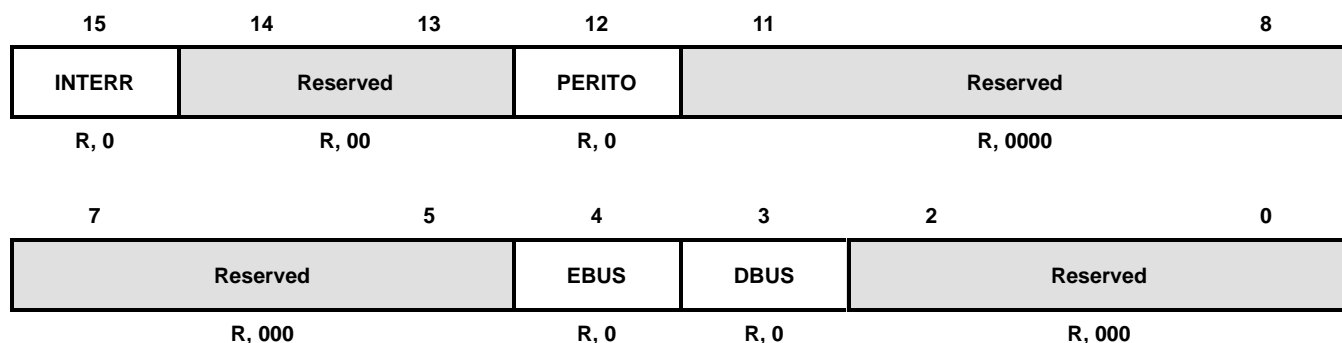 15 14 13 12 11 8
INTERR Reserved PERITO Reserved
R, 0 R, 00 R, 0 R, 0000
7 5 4 3 2 0
Reserved EBUS DBUS Reserved
R, 000 R, 0 R, 0 R, 000